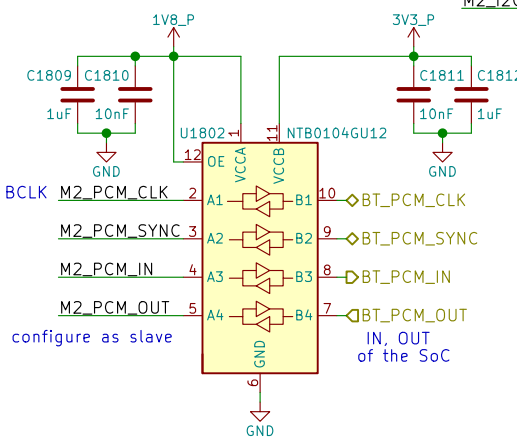 M2_I2C
1V8_P
3V3_P
C1809
C1810
1uF
10nF
GND
C1811
C1812
10nF
1uF
GND
U1802
NTB0104GU12
1
11
VCCA
VCCB
12
OE
BCLK
M2_PCM_CLK
2
A1
B1
10
BT_PCM_CLK
M2_PCM_SYNC
3
A2
B2
9
BT_PCM_SYNC
M2_PCM_IN
4
A3
B3
8
BT_PCM_IN
M2_PCM_OUT
5
A4
B4
7
BT_PCM_OUT
configure as slave
IN, OUT
of the SoC
GND
6
GND